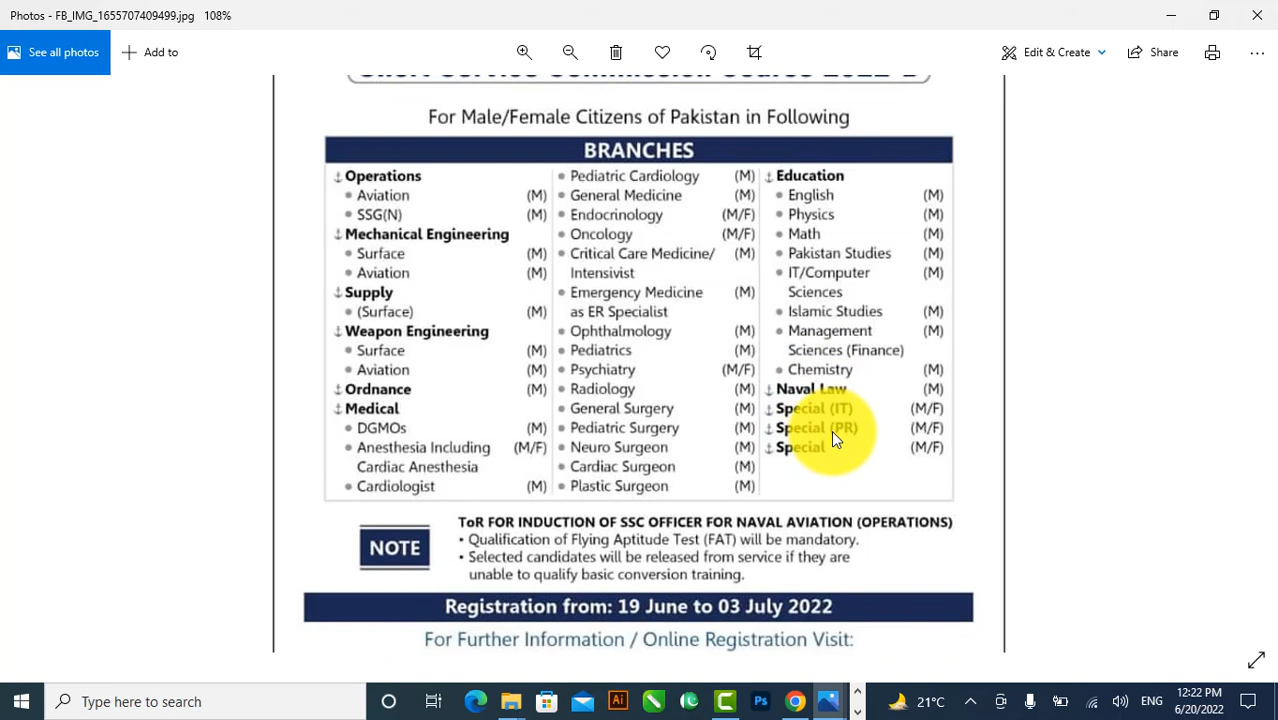 Photos - FB_IMG_1655707409499.jpg 108%
See all photos
Add to
Edit & Create
Share
Short Service Commission Course 2022-B
For Male/Female Citizens of Pakistan in Following
BRANCHES
Operations
Aviation (M)
SSG(N) (M)
Mechanical Engineering
Surface (M)
Aviation (M)
Supply
(Surface) (M)
Weapon Engineering
Surface (M)
Aviation (M)
Ordnance (M)
Medical
DGMOs (M)
Anesthesia Including (M/F)
Cardiac Anesthesia
Cardiologist (M)
Pediatric Cardiology (M)
General Medicine (M)
Endocrinology (M/F)
Oncology (M/F)
Critical Care Medicine/ (M)
Intensivist
Emergency Medicine (M)
as ER Specialist
Ophthalmology (M)
Pediatrics (M)
Psychiatry (M/F)
Radiology (M)
General Surgery (M)
Pediatric Surgery (M)
Neuro Surgeon (M)
Cardiac Surgeon (M)
Plastic Surgeon (M)
Education
English (M)
Physics (M)
Math (M)
Pakistan Studies (M)
IT/Computer (M)
Sciences
Islamic Studies (M)
Management (M)
Sciences (Finance)
Chemistry (M)
Naval Law (M)
Special (IT) (M/F)
Special (PR) (M/F)
Special (M/F)
NOTE
ToR FOR INDUCTION OF SSC OFFICER FOR NAVAL AVIATION (OPERATIONS)
• Qualification of Flying Aptitude Test (FAT) will be mandatory.
• Selected candidates will be released from service if they are
unable to qualify basic conversion training.
Registration from: 19 June to 03 July 2022
For Further Information / Online Registration Visit:
Type here to search
Ai
Ps
21°C
ENG
12:22 PM
6/20/2022